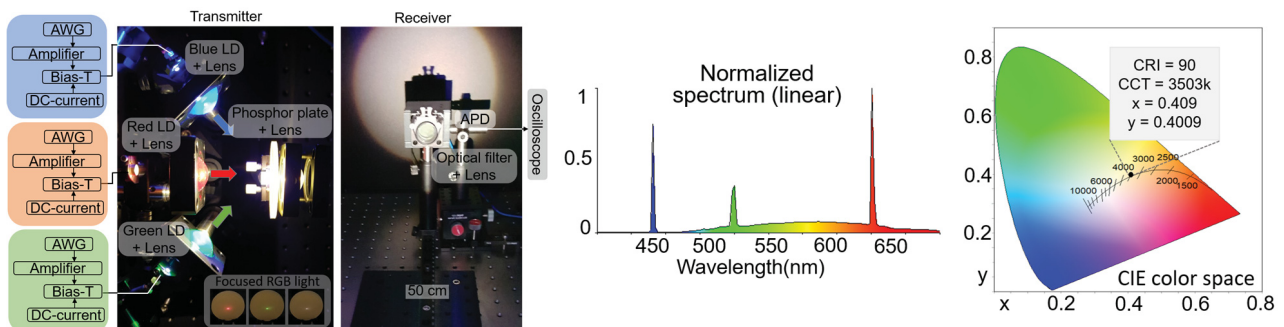 Transmitter
Receiver
AWG
Amplifier
Bias-T
DC-current
AWG
Amplifier
Bias-T
DC-current
AWG
Amplifier
Bias-T
DC-current
Blue LD
+ Lens
Phosphor plate
+ Lens
Red LD
+ Lens
Green LD
+ Lens
Focused RGB light
APD
Optical filter
+ Lens
50 cm
Oscilloscope
Normalized
spectrum (linear)
1
0.5
0
450 500 550 600 650
Wavelength(nm)
0.8
0.6
0.4
0.2
y
x 0.2 0.4 0.6 0.8
CRI = 90
CCT = 3503k
x = 0.409
y = 0.4009
4000 3000 2500
10000 6000 2000 1500
CIE color space